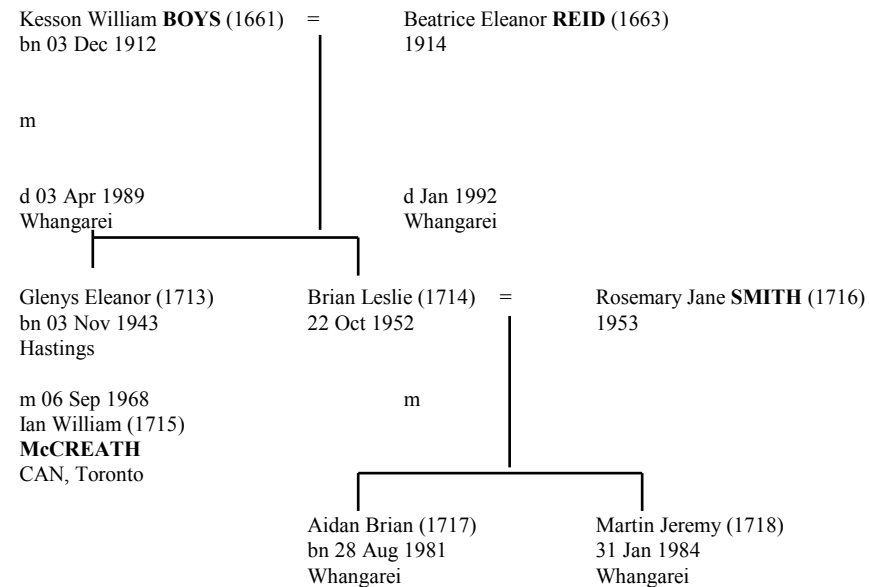 Kesson William BOYS (1661) = Beatrice Eleanor REID (1663)
bn 03 Dec 1912 1914
m
d 03 Apr 1989 d Jan 1992
Whangarei Whangarei
Glenys Eleanor (1713) Brian Leslie (1714) = Rosemary Jane SMITH (1716)
bn 03 Nov 1943 22 Oct 1952 1953
Hastings
m 06 Sep 1968 m
Ian William (1715)
McCREATH
CAN, Toronto
Aidan Brian (1717) Martin Jeremy (1718)
bn 28 Aug 1981 31 Jan 1984
Whangarei Whangarei